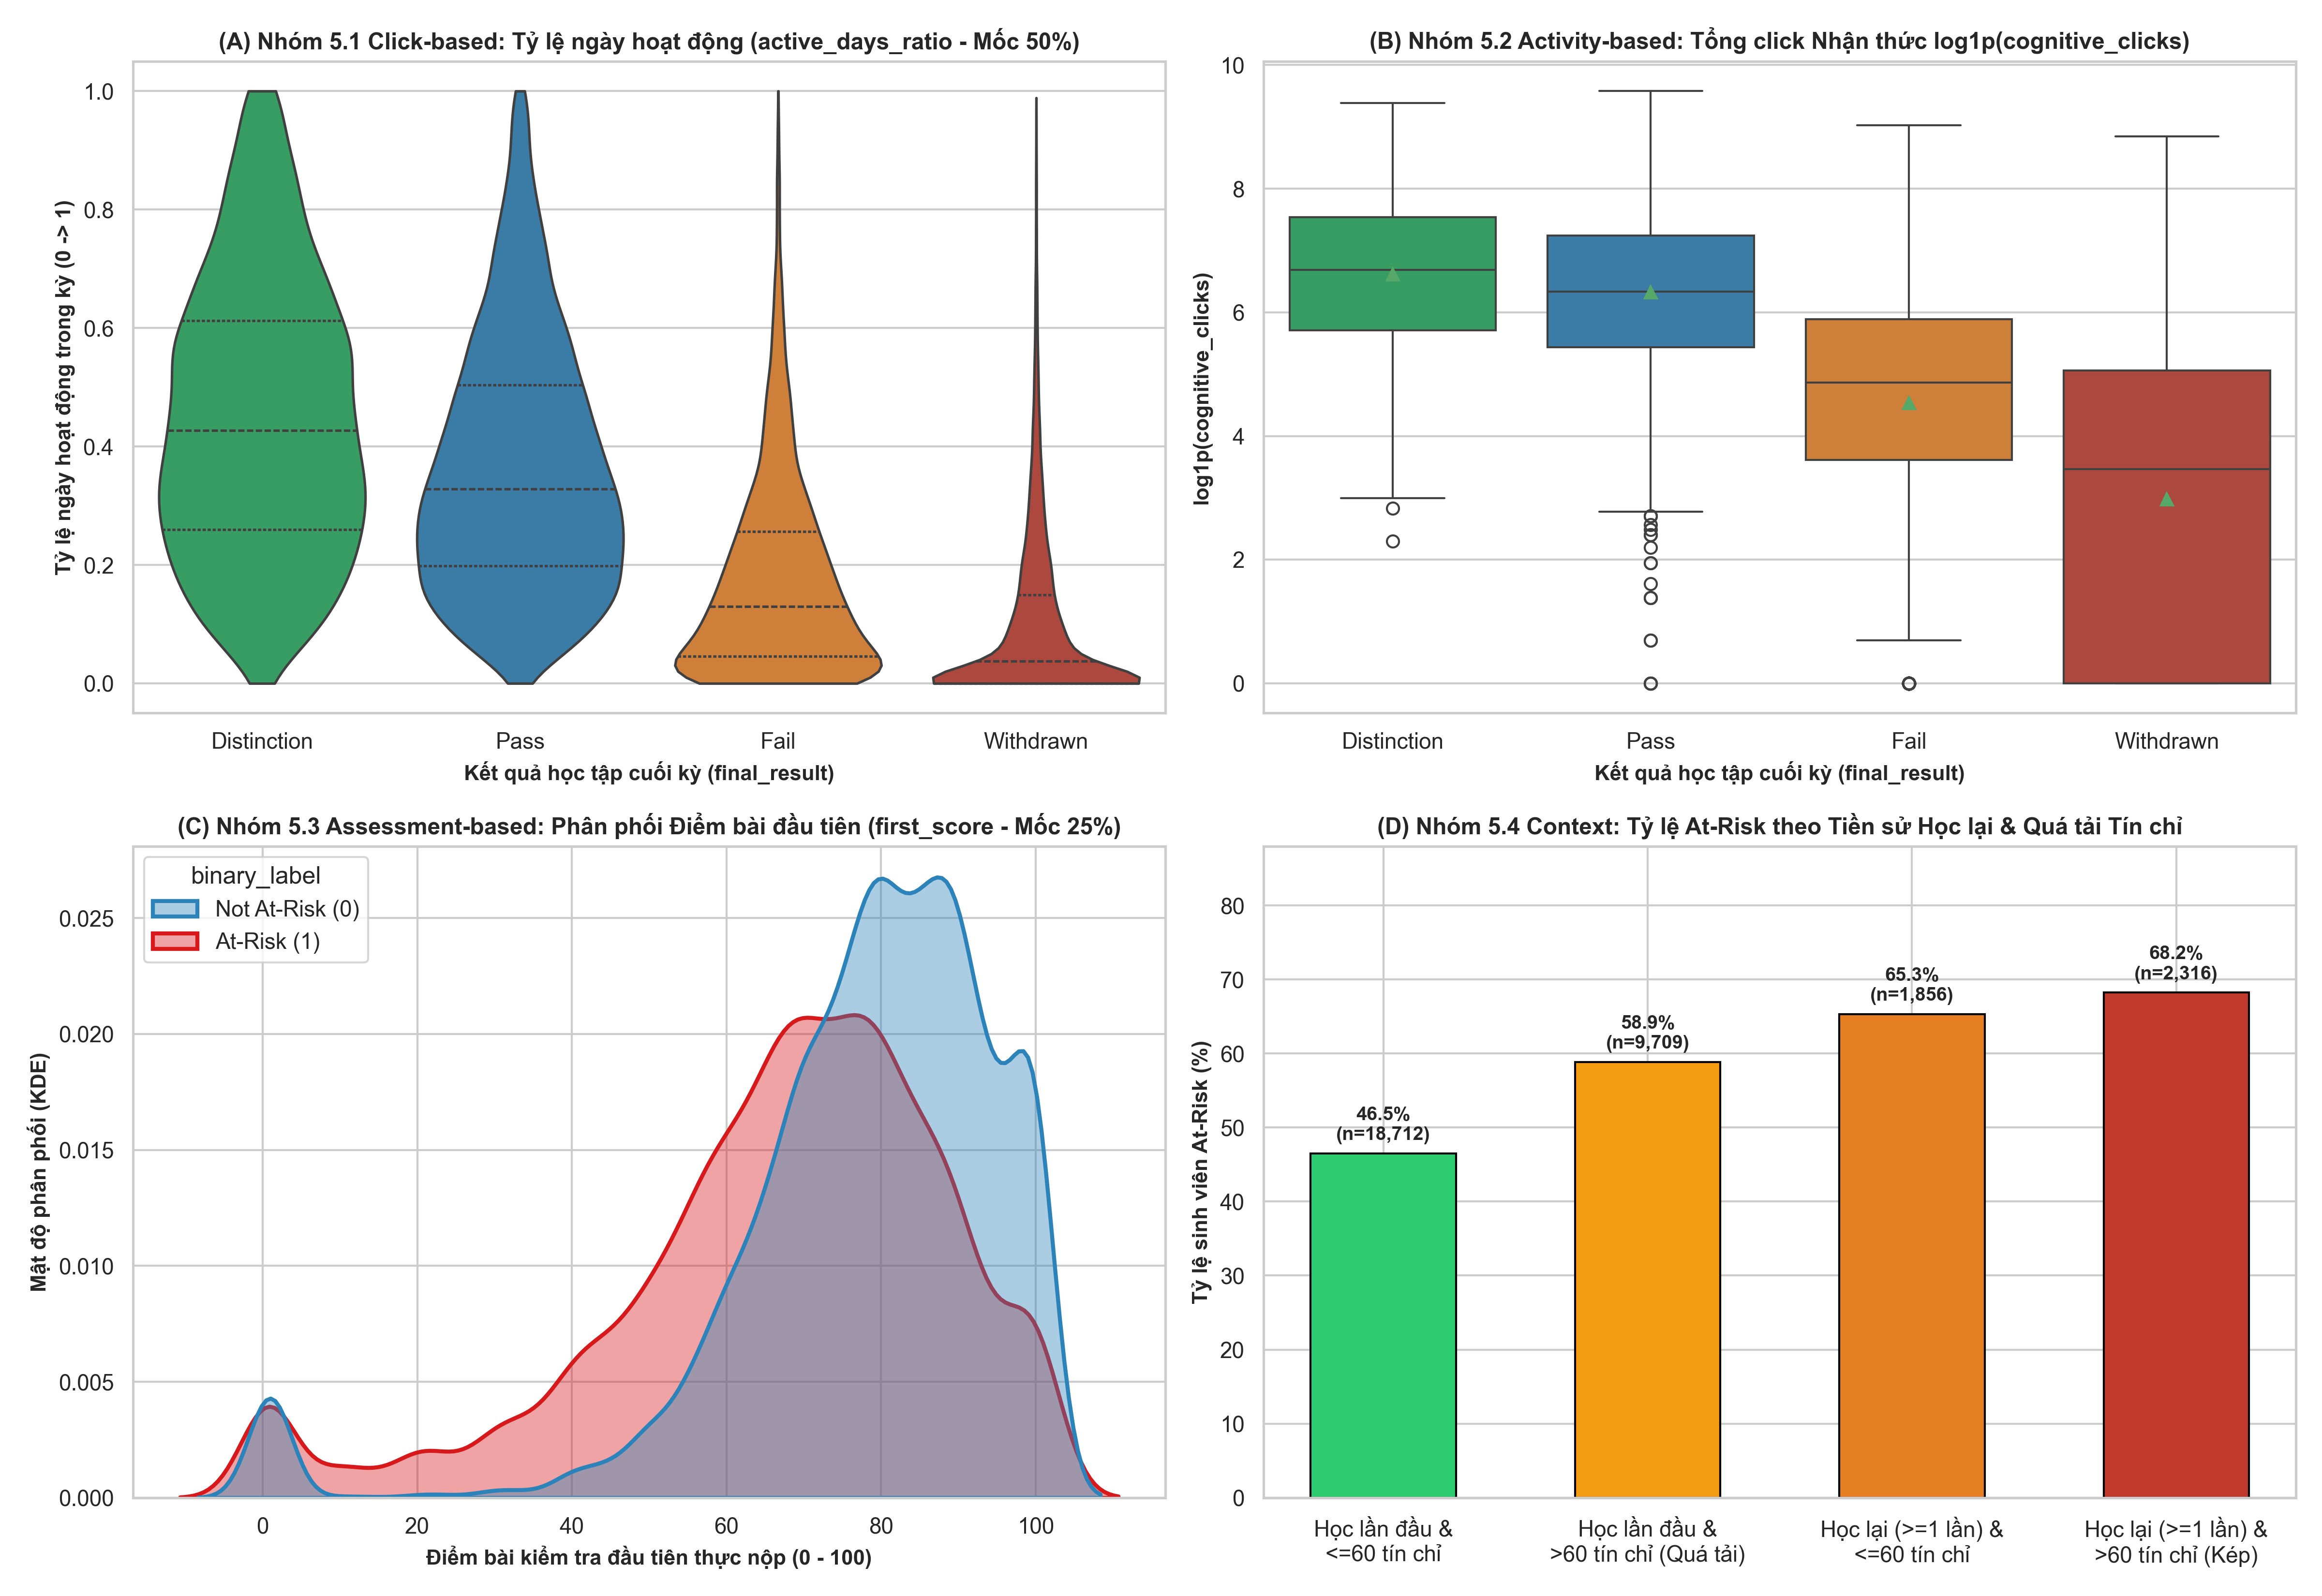 (A) Nhóm 5.1 Click-based: Tỷ lệ ngày hoạt động (active_days_ratio - Mốc 50%)
Tỷ lệ ngày hoạt động trong kỳ (0 -> 1)
1.0
0.8
0.6
0.4
0.2
0.0
Distinction
Pass
Fail
Withdrawn
Kết quả học tập cuối kỳ (final_result)
(B) Nhóm 5.2 Activity-based: Tổng click Nhận thức log1p(cognitive_clicks)
log1p(cognitive_clicks)
10
8
6
4
2
0
Distinction
Pass
Fail
Withdrawn
Kết quả học tập cuối kỳ (final_result)
(C) Nhóm 5.3 Assessment-based: Phân phối Điểm bài đầu tiên (first_score - Mốc 25%)
binary_label
Not At-Risk (0)
At-Risk (1)
Mật độ phân phối (KDE)
0.025
0.020
0.015
0.010
0.005
0.000
0
20
40
60
80
100
Điểm bài kiểm tra đầu tiên thực nộp (0 - 100)
(D) Nhóm 5.4 Context: Tỷ lệ At-Risk theo Tiền sử Học lại & Quá tải Tín chỉ
Tỷ lệ sinh viên At-Risk (%)
80
70
60
50
40
30
20
10
0
46.5%
(n=18,712)
58.9%
(n=9,709)
65.3%
(n=1,856)
68.2%
(n=2,316)
Học lần đầu &
<=60 tín chỉ
Học lần đầu &
>60 tín chỉ (Quá tải)
Học lại (>=1 lần) &
<=60 tín chỉ
Học lại (>=1 lần) &
>60 tín chỉ (Kép)